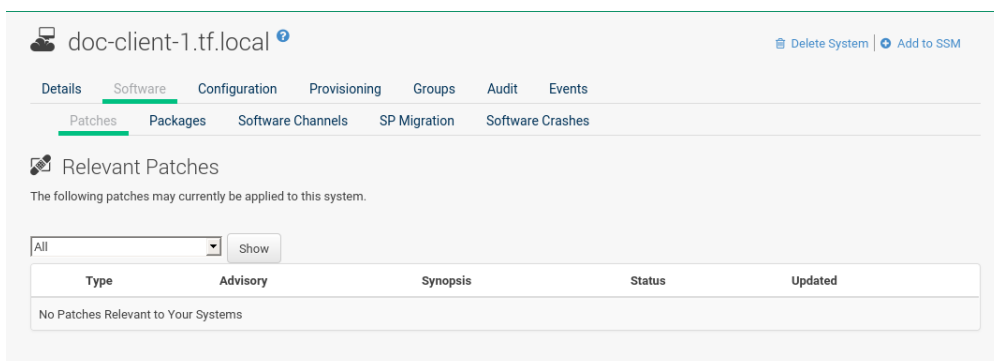 doc-client-1.tf.local ?
Delete System | Add to SSM
Details Software Configuration Provisioning Groups Audit Events
Patches Packages Software Channels SP Migration Software Crashes
Relevant Patches
The following patches may currently be applied to this system.
All Show
Type Advisory Synopsis Status Updated
No Patches Relevant to Your Systems